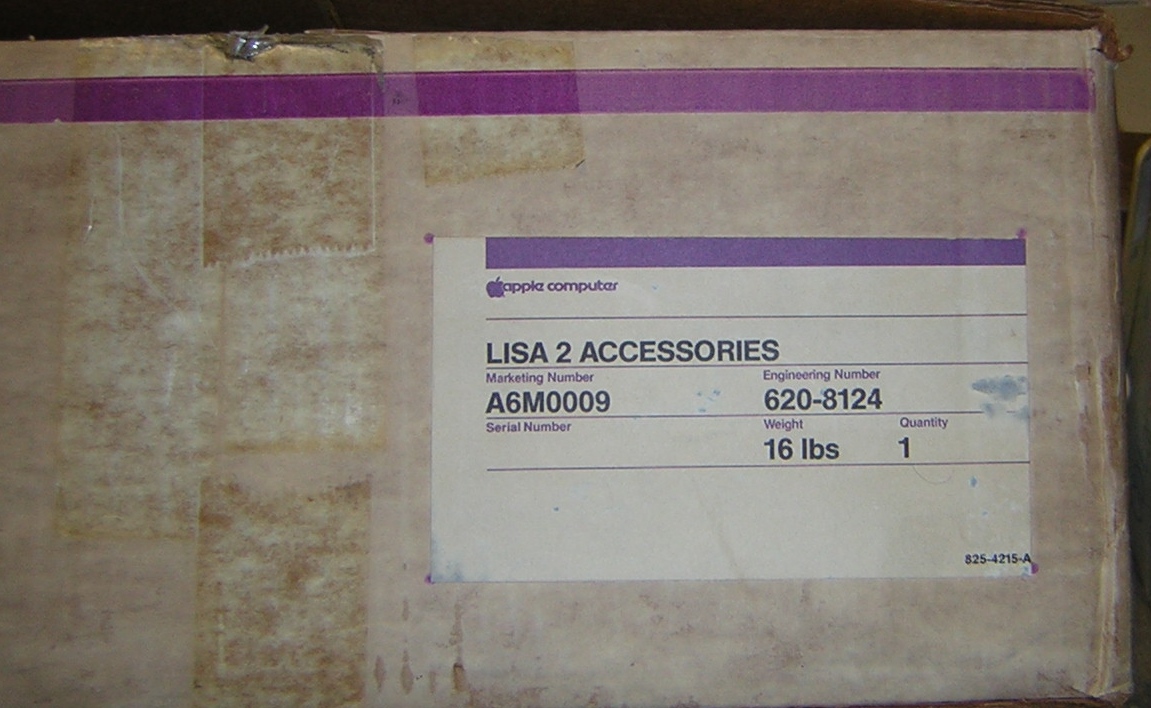 apple computer
LISA 2 ACCESSORIES
Marketing Number Engineering Number
A6M0009 620-8124
Serial Number Weight Quantity
16 lbs 1
825-4215-A